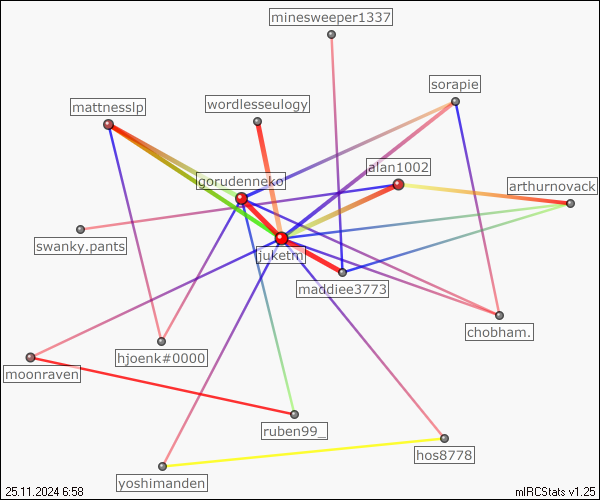 minesweeper1337
sorapie
mattnesslp
wordlesseulogy
alan1002
gorudenneko
arthurnovack
swanky.pants
juketm
maddiee3773
chobham.
hjoenk#0000
moonraven
ruben99_
hos8778
yoshimanden
25.11.2024 6:58
mIRCStats v1.25